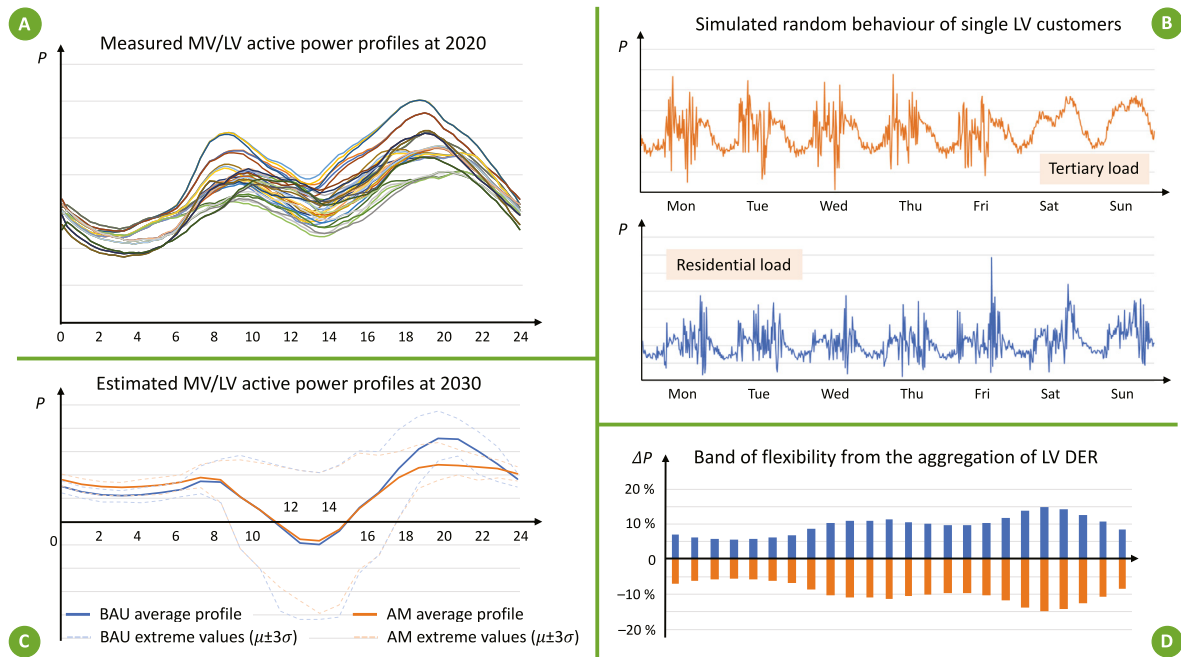 A
Measured MV/LV active power profiles at 2020
P
0 2 4 6 8 10 12 14 16 18 20 22 24
B
Simulated random behaviour of single LV customers
P
Tertiary load
Mon Tue Wed Thu Fri Sat Sun
P
Residential load
Mon Tue Wed Thu Fri Sat Sun
Estimated MV/LV active power profiles at 2030
P
12 14
0 2 4 6 8 10 16 18 20 22 24
BAU average profile AM average profile
BAU extreme values (μ±3σ) AM extreme values (μ±3σ)
C
ΔP
Band of flexibility from the aggregation of LV DER
20 %
10 %
0
−10 %
−20 %
D